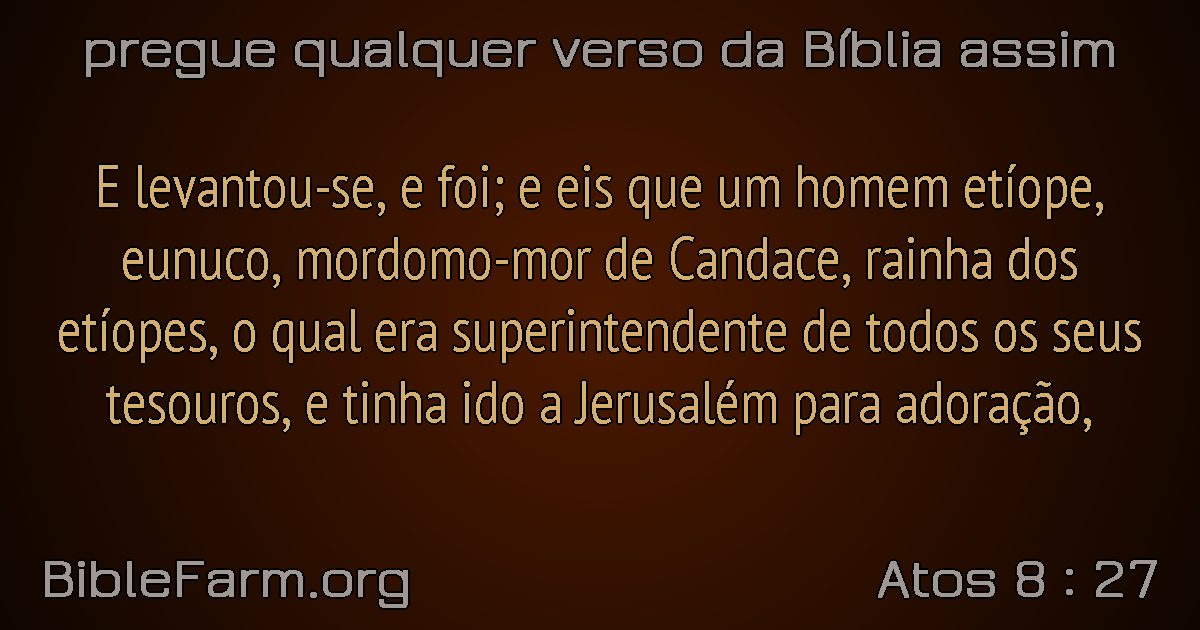 pregue qualquer verso da Bíblia assim
E levantou-se, e foi; e eis que um homem etíope,
eunuco, mordomo-mor de Candace, rainha dos
etíopes, o qual era superintendente de todos os seus
tesouros, e tinha ido a Jerusalém para adoração,
BibleFarm.org
Atos 8 : 27